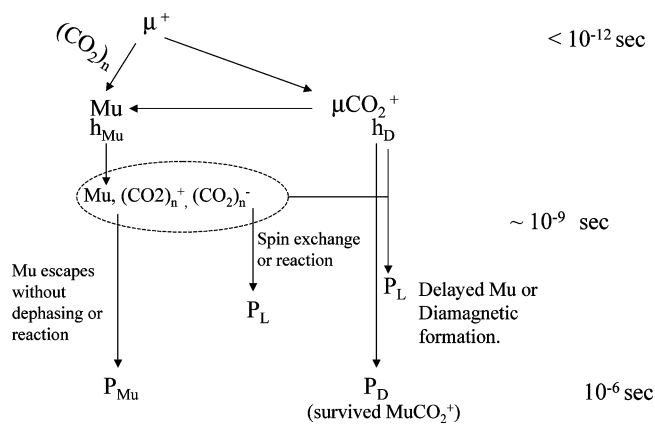 μ⁺
(CO₂)ₙ
< 10⁻¹² sec
Mu
h_Mu
μCO₂⁺
h_D
Mu, (CO2)ₙ⁺, (CO₂)ₙ⁻
~ 10⁻⁹ sec
Spin exchange
or reaction
Mu escapes
without
dephasing or
reaction
P_L
P_L
Delayed Mu or
Diamagnetic
formation.
P_Mu
P_D
(survived MuCO₂⁺)
10⁻⁶ sec